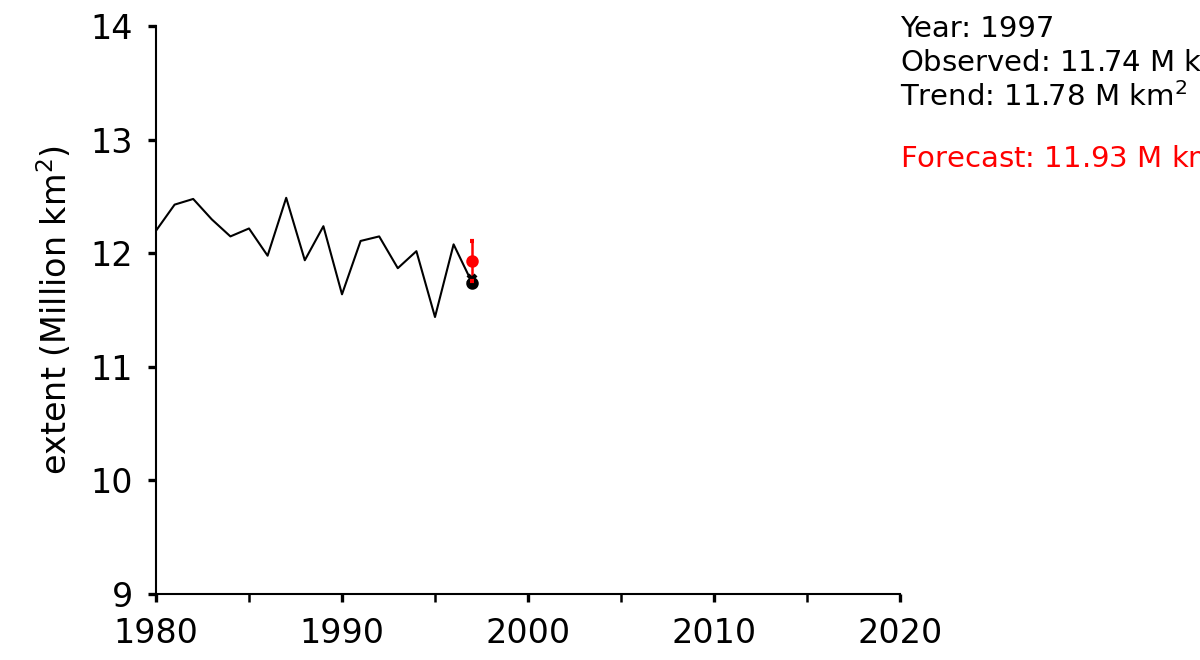 14
13
12
11
10
9
extent (Million km²)
1980 1990 2000 2010 2020
Year: 1997
Observed: 11.74 M k
Trend: 11.78 M km²
Forecast: 11.93 M